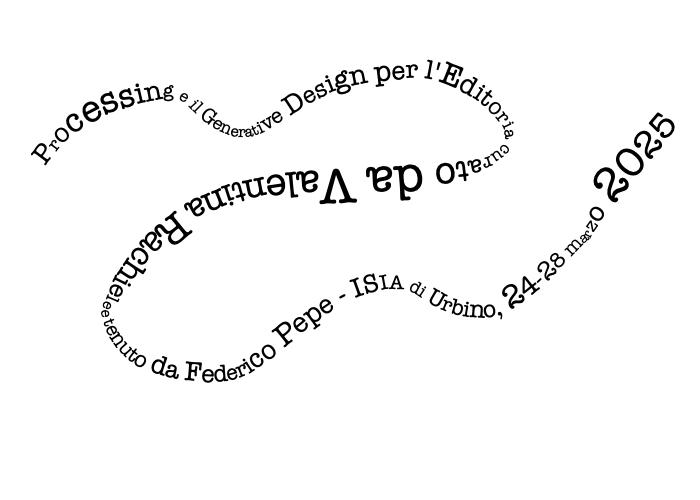 Processing e il Generative Design per l'Editoria curato da Valentina Rachiele e tenuto da Federico Pepe - ISIA di Urbino, 24-28 marzo 2025